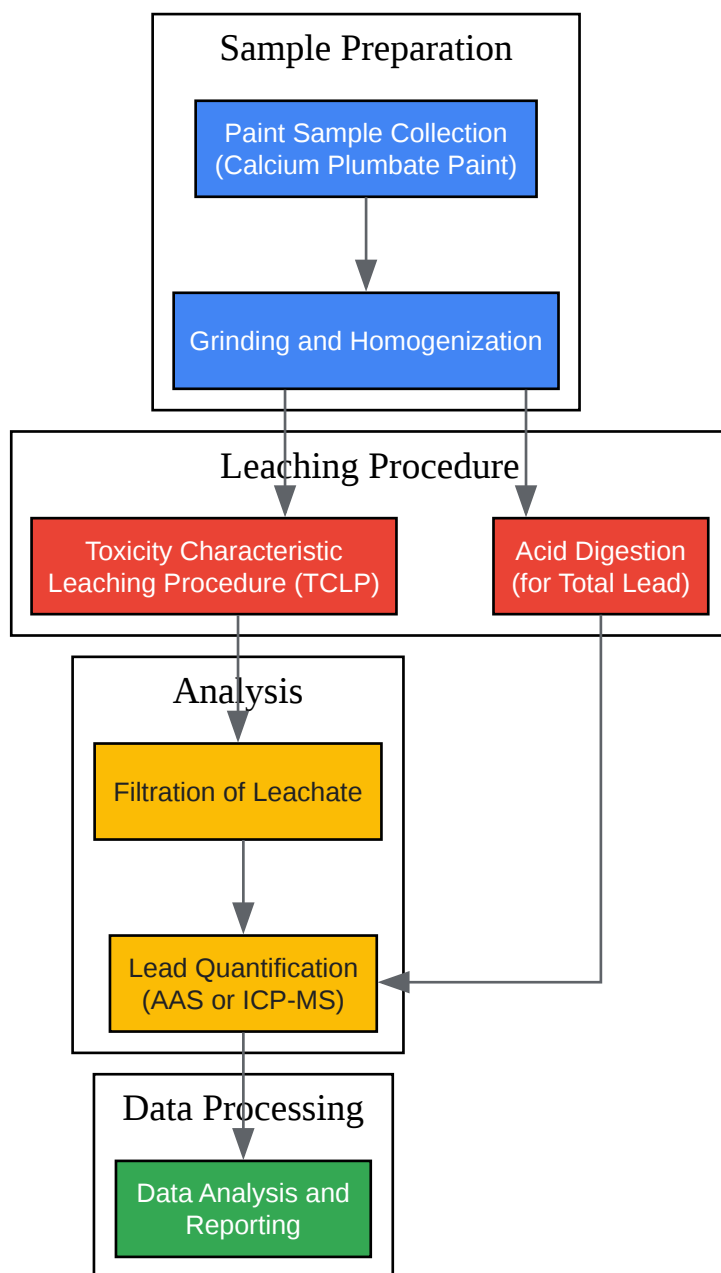 Sample Preparation
Paint Sample Collection
(Calcium Plumbate Paint)
Grinding and Homogenization
Leaching Procedure
Toxicity Characteristic
Leaching Procedure (TCLP)
Acid Digestion
(for Total Lead)
Analysis
Filtration of Leachate
Lead Quantification
(AAS or ICP-MS)
Data Processing
Data Analysis and
Reporting